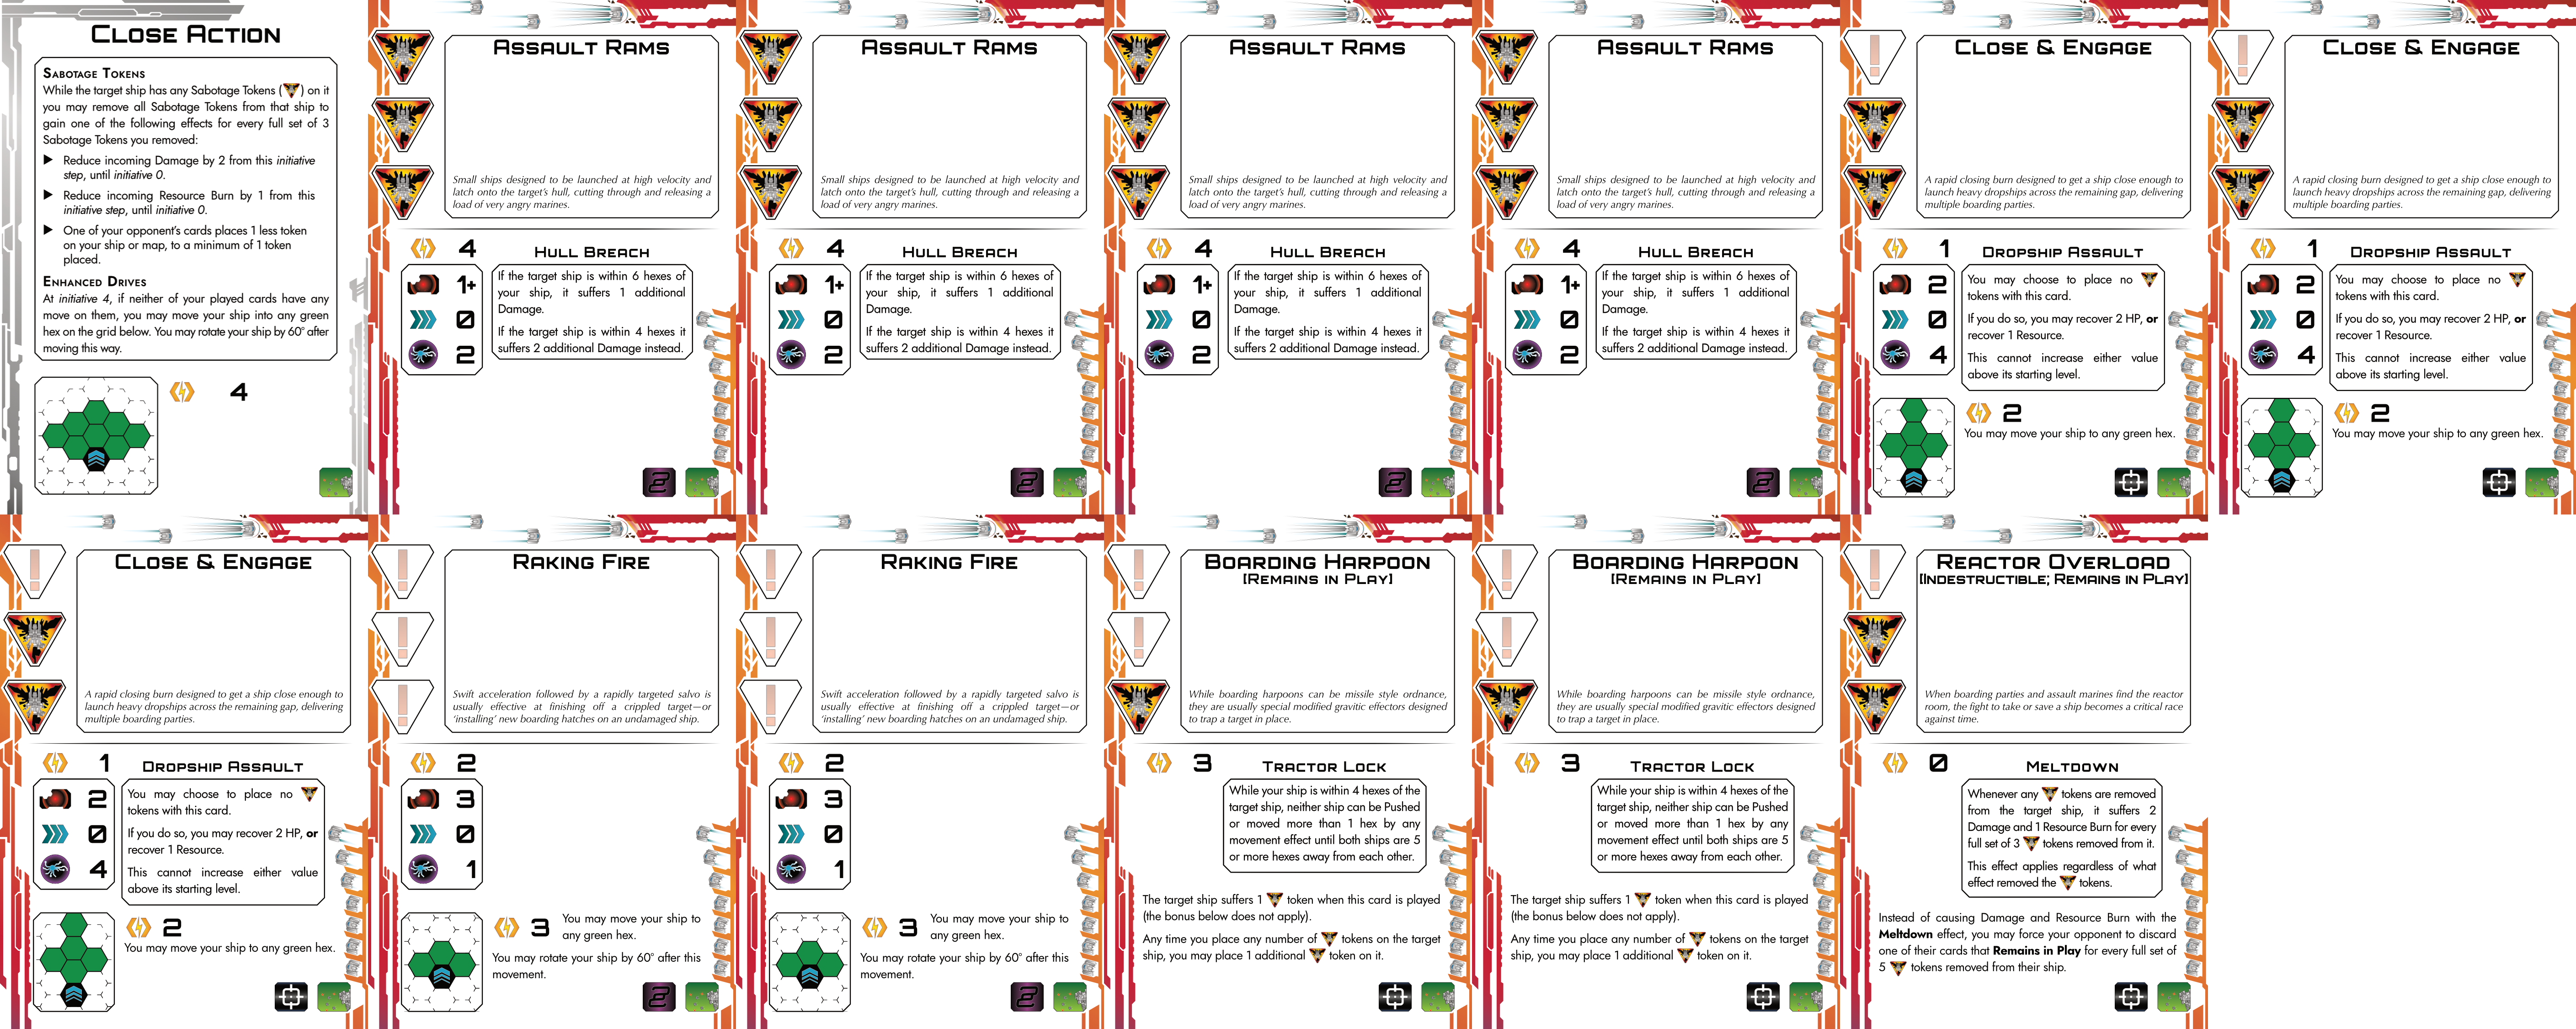 CLOSE ACTION
SABOTAGE TOKENS
While the target ship has any Sabotage Tokens ( ) on it
you may remove all Sabotage Tokens from that ship to
gain one of the following effects for every full set of 3
Sabotage Tokens you removed:
▶ Reduce incoming Damage by 2 from this initiative
step, until initiative 0.
▶ Reduce incoming Resource Burn by 1 from this
initiative step, until initiative 0.
▶ One of your opponent's cards places 1 less token
on your ship or map, to a minimum of 1 token
placed.
ENHANCED DRIVES
At initiative 4, if neither of your played cards have any
move on them, you may move your ship into any green
hex on the grid below. You may rotate your ship by 60° after
moving this way.
4
ASSAULT RAMS
Small ships designed to be launched at high velocity and
latch onto the target's hull, cutting through and releasing a
load of very angry marines.
4 HULL BREACH
1+
0
2
If the target ship is within 6 hexes of
your ship, it suffers 1 additional
Damage.
If the target ship is within 4 hexes it
suffers 2 additional Damage instead.
2
ASSAULT RAMS
Small ships designed to be launched at high velocity and
latch onto the target's hull, cutting through and releasing a
load of very angry marines.
4 HULL BREACH
1+
0
2
If the target ship is within 6 hexes of
your ship, it suffers 1 additional
Damage.
If the target ship is within 4 hexes it
suffers 2 additional Damage instead.
2
ASSAULT RAMS
Small ships designed to be launched at high velocity and
latch onto the target's hull, cutting through and releasing a
load of very angry marines.
4 HULL BREACH
1+
0
2
If the target ship is within 6 hexes of
your ship, it suffers 1 additional
Damage.
If the target ship is within 4 hexes it
suffers 2 additional Damage instead.
2
ASSAULT RAMS
Small ships designed to be launched at high velocity and
latch onto the target's hull, cutting through and releasing a
load of very angry marines.
4 HULL BREACH
1+
0
2
If the target ship is within 6 hexes of
your ship, it suffers 1 additional
Damage.
If the target ship is within 4 hexes it
suffers 2 additional Damage instead.
2
!
CLOSE & ENGAGE
A rapid closing burn designed to get a ship close enough to
launch heavy dropships across the remaining gap, delivering
multiple boarding parties.
1 DROPSHIP ASSAULT
2
0
4
You may choose to place no
tokens with this card.
If you do so, you may recover 2 HP, or
recover 1 Resource.
This cannot increase either value
above its starting level.
2
You may move your ship to any green hex.
!
CLOSE & ENGAGE
A rapid closing burn designed to get a ship close enough to
launch heavy dropships across the remaining gap, delivering
multiple boarding parties.
1 DROPSHIP ASSAULT
2
0
4
You may choose to place no
tokens with this card.
If you do so, you may recover 2 HP, or
recover 1 Resource.
This cannot increase either value
above its starting level.
2
You may move your ship to any green hex.
!
CLOSE & ENGAGE
A rapid closing burn designed to get a ship close enough to
launch heavy dropships across the remaining gap, delivering
multiple boarding parties.
1 DROPSHIP ASSAULT
2
0
4
You may choose to place no
tokens with this card.
If you do so, you may recover 2 HP, or
recover 1 Resource.
This cannot increase either value
above its starting level.
2
You may move your ship to any green hex.
!
!
!
RAKING FIRE
Swift acceleration followed by a rapidly targeted salvo is
usually effective at finishing off a crippled target—or
'installing' new boarding hatches on an undamaged ship.
2
3
0
1
3 You may move your ship to
any green hex.
You may rotate your ship by 60° after this
movement.
2
!
!
!
RAKING FIRE
Swift acceleration followed by a rapidly targeted salvo is
usually effective at finishing off a crippled target—or
'installing' new boarding hatches on an undamaged ship.
2
3
0
1
3 You may move your ship to
any green hex.
You may rotate your ship by 60° after this
movement.
2
!
!
BOARDING HARPOON
[REMAINS IN PLAY]
While boarding harpoons can be missile style ordnance,
they are usually special modified gravitic effectors designed
to trap a target in place.
3 TRACTOR LOCK
While your ship is within 4 hexes of the
target ship, neither ship can be Pushed
or moved more than 1 hex by any
movement effect until both ships are 5
or more hexes away from each other.
The target ship suffers 1 token when this card is played
(the bonus below does not apply).
Any time you place any number of tokens on the target
ship, you may place 1 additional token on it.
!
!
BOARDING HARPOON
[REMAINS IN PLAY]
While boarding harpoons can be missile style ordnance,
they are usually special modified gravitic effectors designed
to trap a target in place.
3 TRACTOR LOCK
While your ship is within 4 hexes of the
target ship, neither ship can be Pushed
or moved more than 1 hex by any
movement effect until both ships are 5
or more hexes away from each other.
The target ship suffers 1 token when this card is played
(the bonus below does not apply).
Any time you place any number of tokens on the target
ship, you may place 1 additional token on it.
!
REACTOR OVERLOAD
[INDESTRUCTIBLE; REMAINS IN PLAY]
When boarding parties and assault marines find the reactor
room, the fight to take or save a ship becomes a critical race
against time.
0 MELTDOWN
Whenever any tokens are removed
from the target ship, it suffers 2
Damage and 1 Resource Burn for every
full set of 3 tokens removed from it.
This effect applies regardless of what
effect removed the tokens.
Instead of causing Damage and Resource Burn with the
Meltdown effect, you may force your opponent to discard
one of their cards that Remains in Play for every full set of
5 tokens removed from their ship.